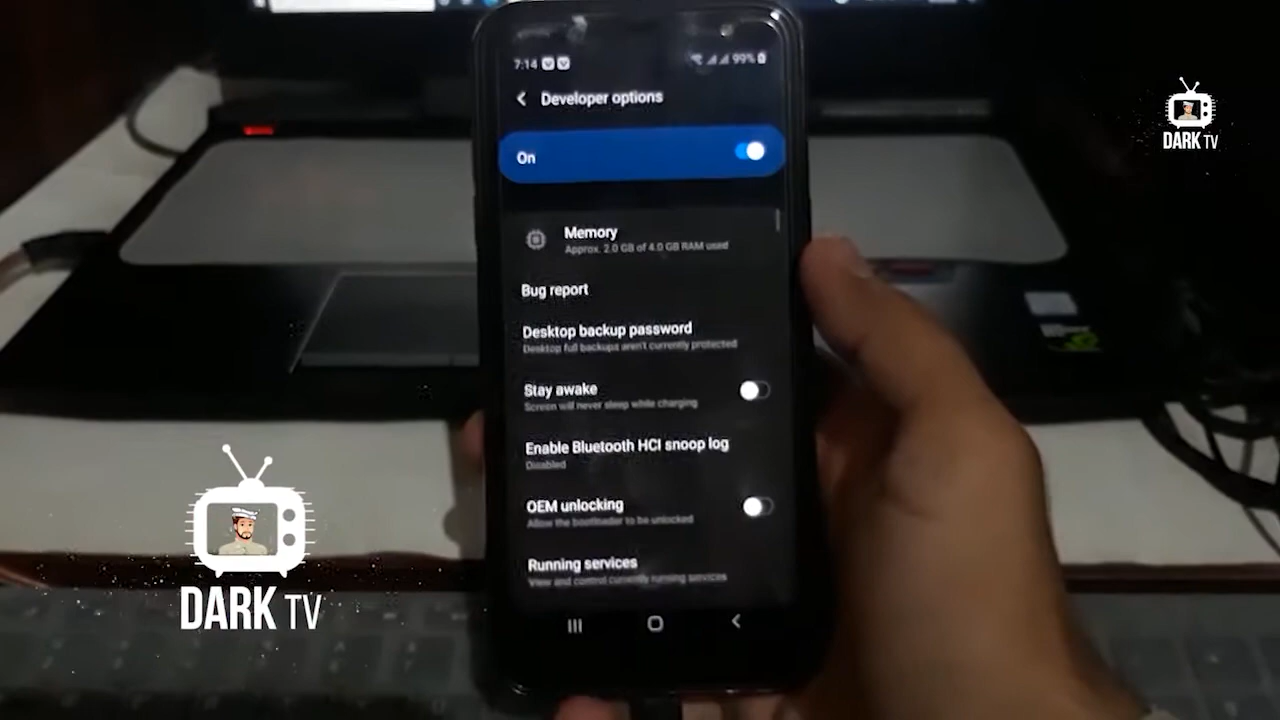 7:14
99%
Developer options
On
Memory
Approx. 2.0 GB of 4.0 GB RAM used
Bug report
Desktop backup password
Desktop full backups aren't currently protected
Stay awake
Screen will never sleep while charging
Enable Bluetooth HCI snoop log
Disabled
OEM unlocking
Allow the bootloader to be unlocked
Running services
View and control currently running services
DARK TV
DARK TV